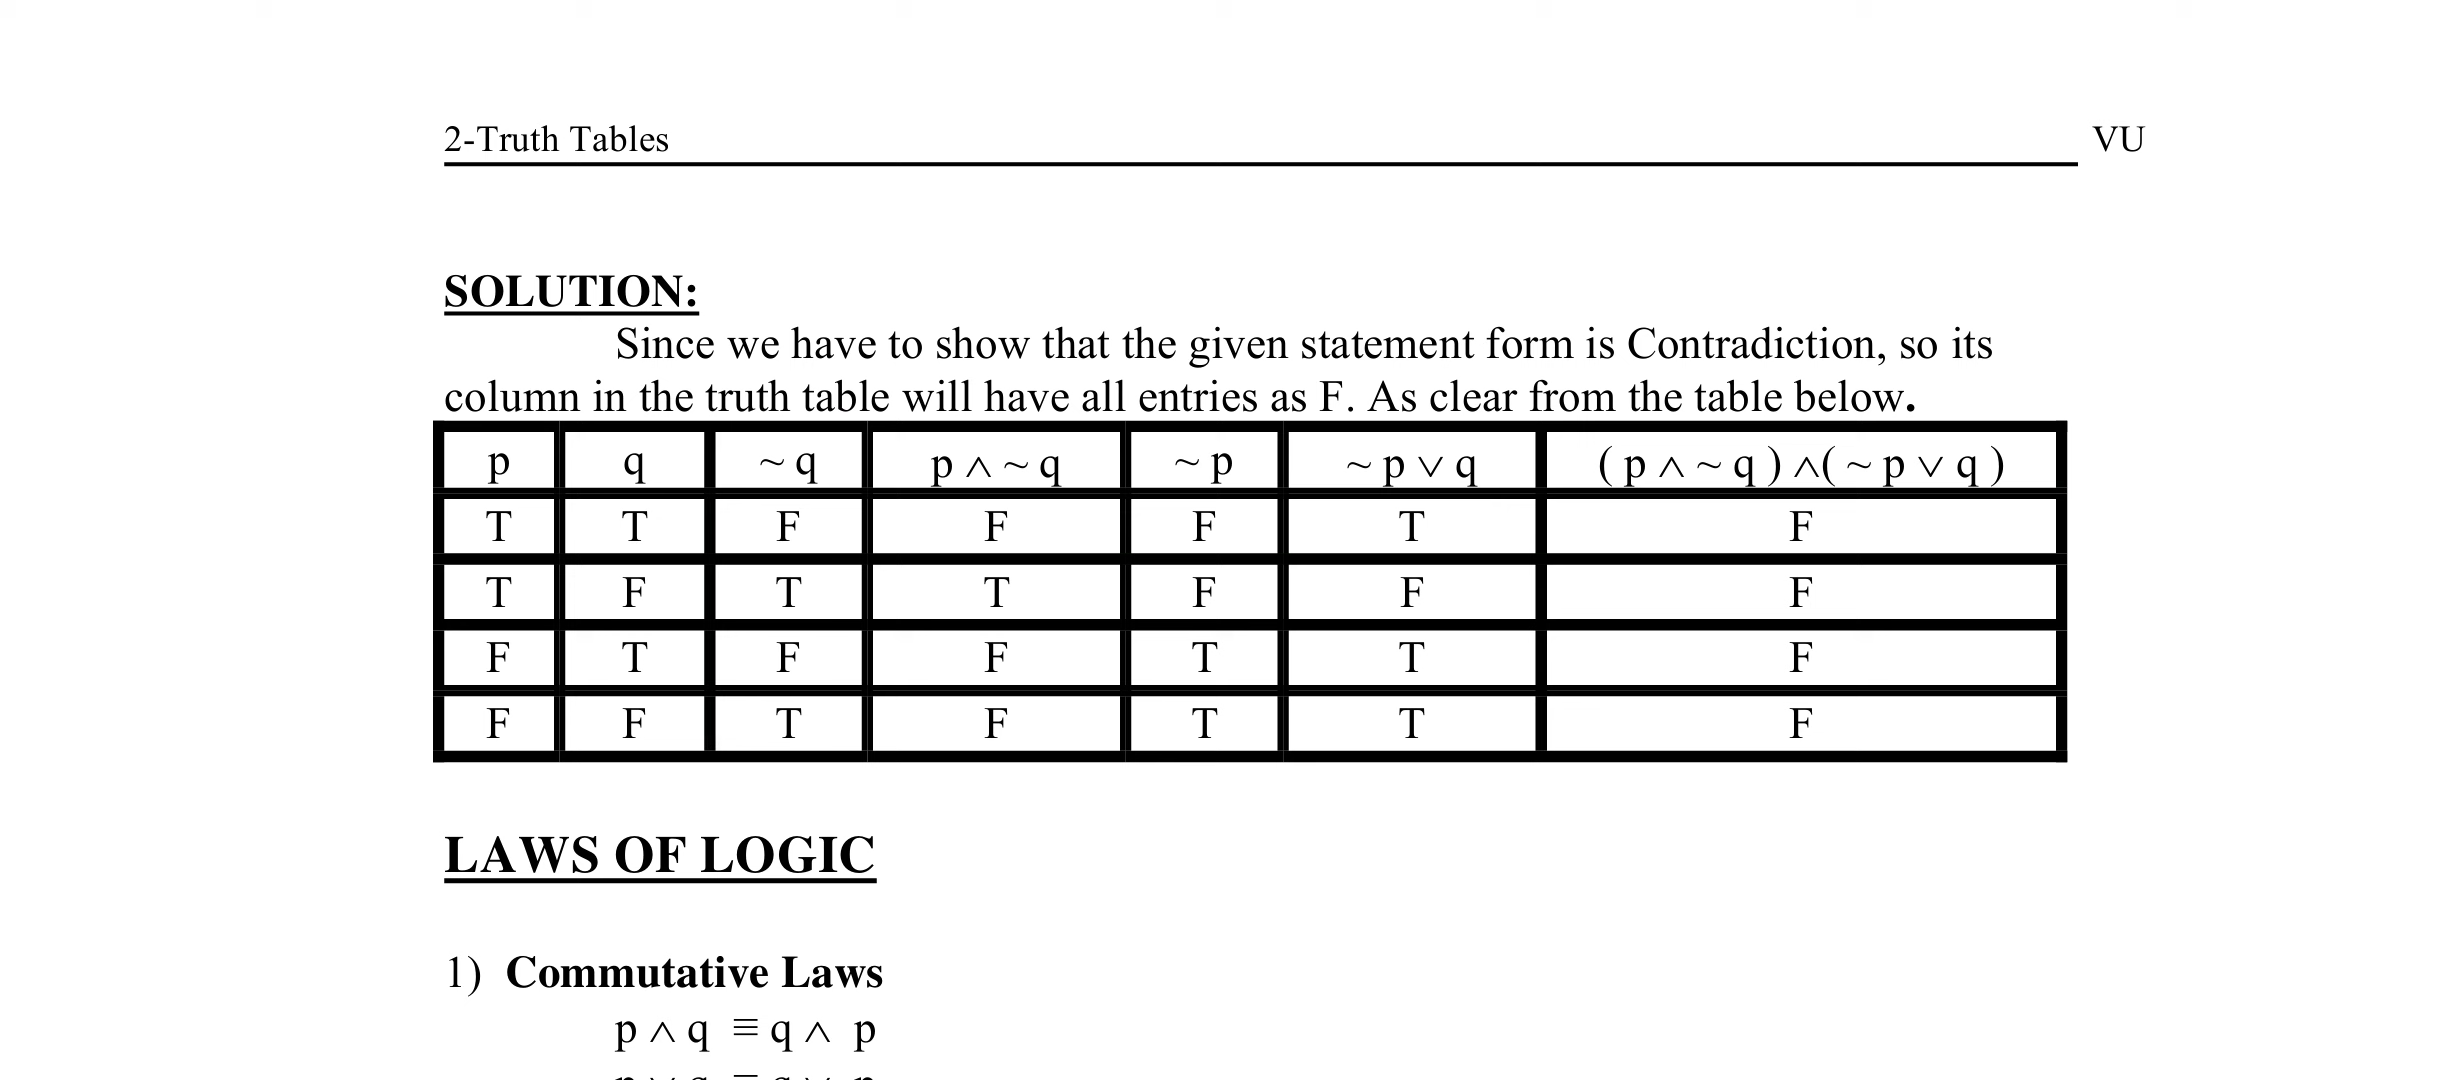 2-Truth Tables VU
SOLUTION:
Since we have to show that the given statement form is Contradiction, so its
column in the truth table will have all entries as F. As clear from the table below.
p q ~ q p ∧ ~ q ~ p ~ p ∨ q ( p ∧ ~ q ) ∧( ~ p ∨ q )
T T F F F T F
T F T T F F F
F T F F T T F
F F T F T T F
LAWS OF LOGIC
1) Commutative Laws
p ∧ q ≡ q ∧ p